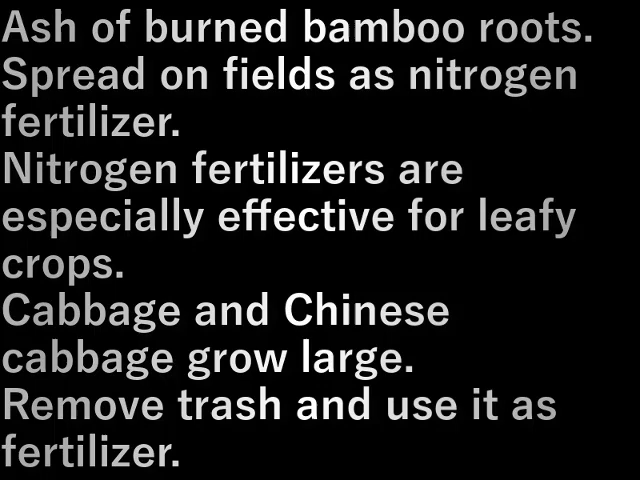 Ash of burned bamboo roots.
Spread on fields as nitrogen
fertilizer.
Nitrogen fertilizers are
especially effective for leafy
crops.
Cabbage and Chinese
cabbage grow large.
Remove trash and use it as
fertilizer.